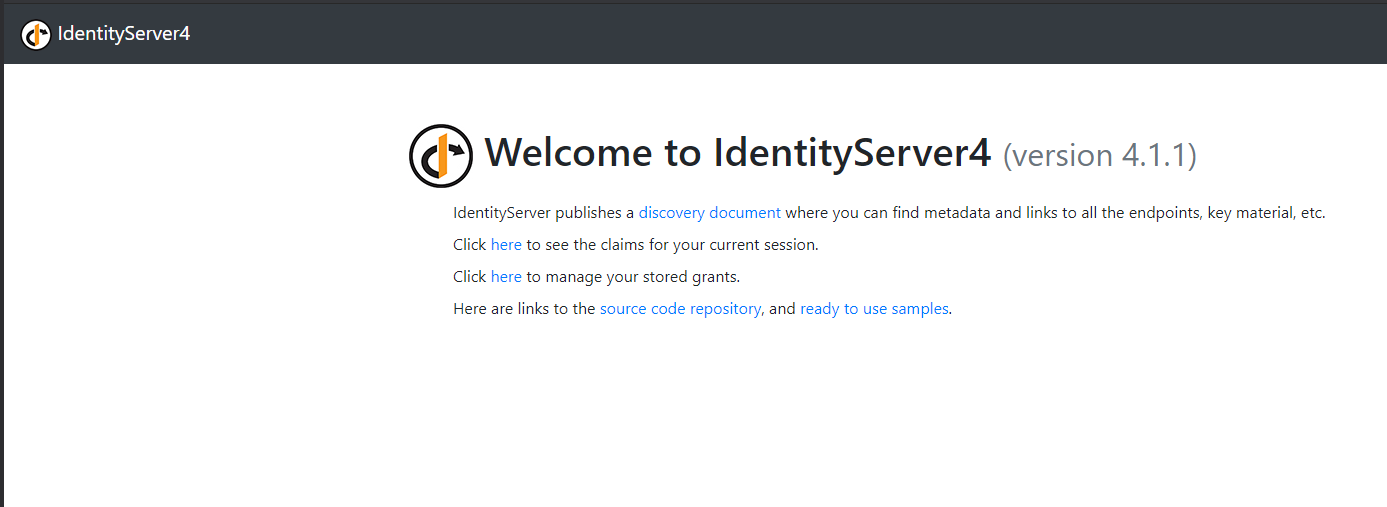 IdentityServer4
Welcome to IdentityServer4 (version 4.1.1)
IdentityServer publishes a discovery document where you can find metadata and links to all the endpoints, key material, etc.
Click here to see the claims for your current session.
Click here to manage your stored grants.
Here are links to the source code repository, and ready to use samples.